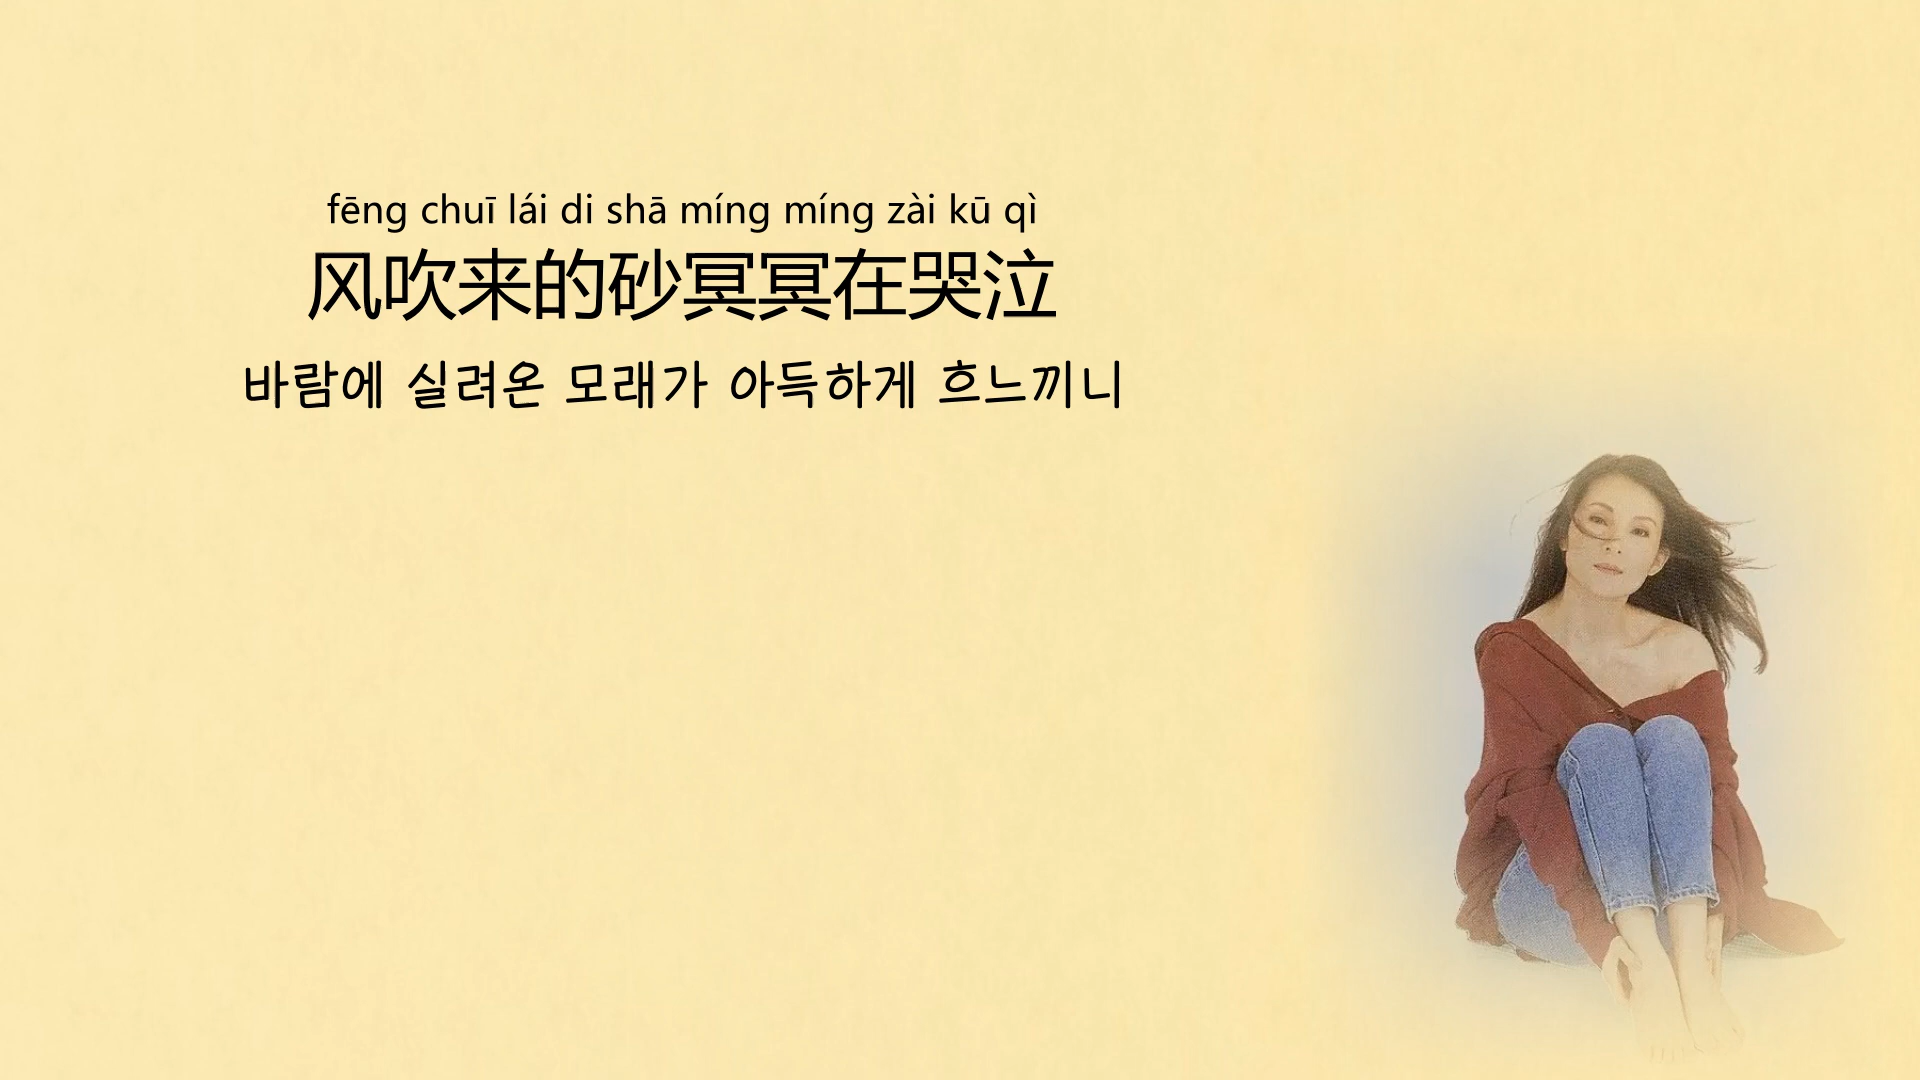 fēng chuī lái di shā míng míng zài kū qì
风吹来的砂冥冥在哭泣
바람에 실려온 모래가 아득하게 흐느끼니